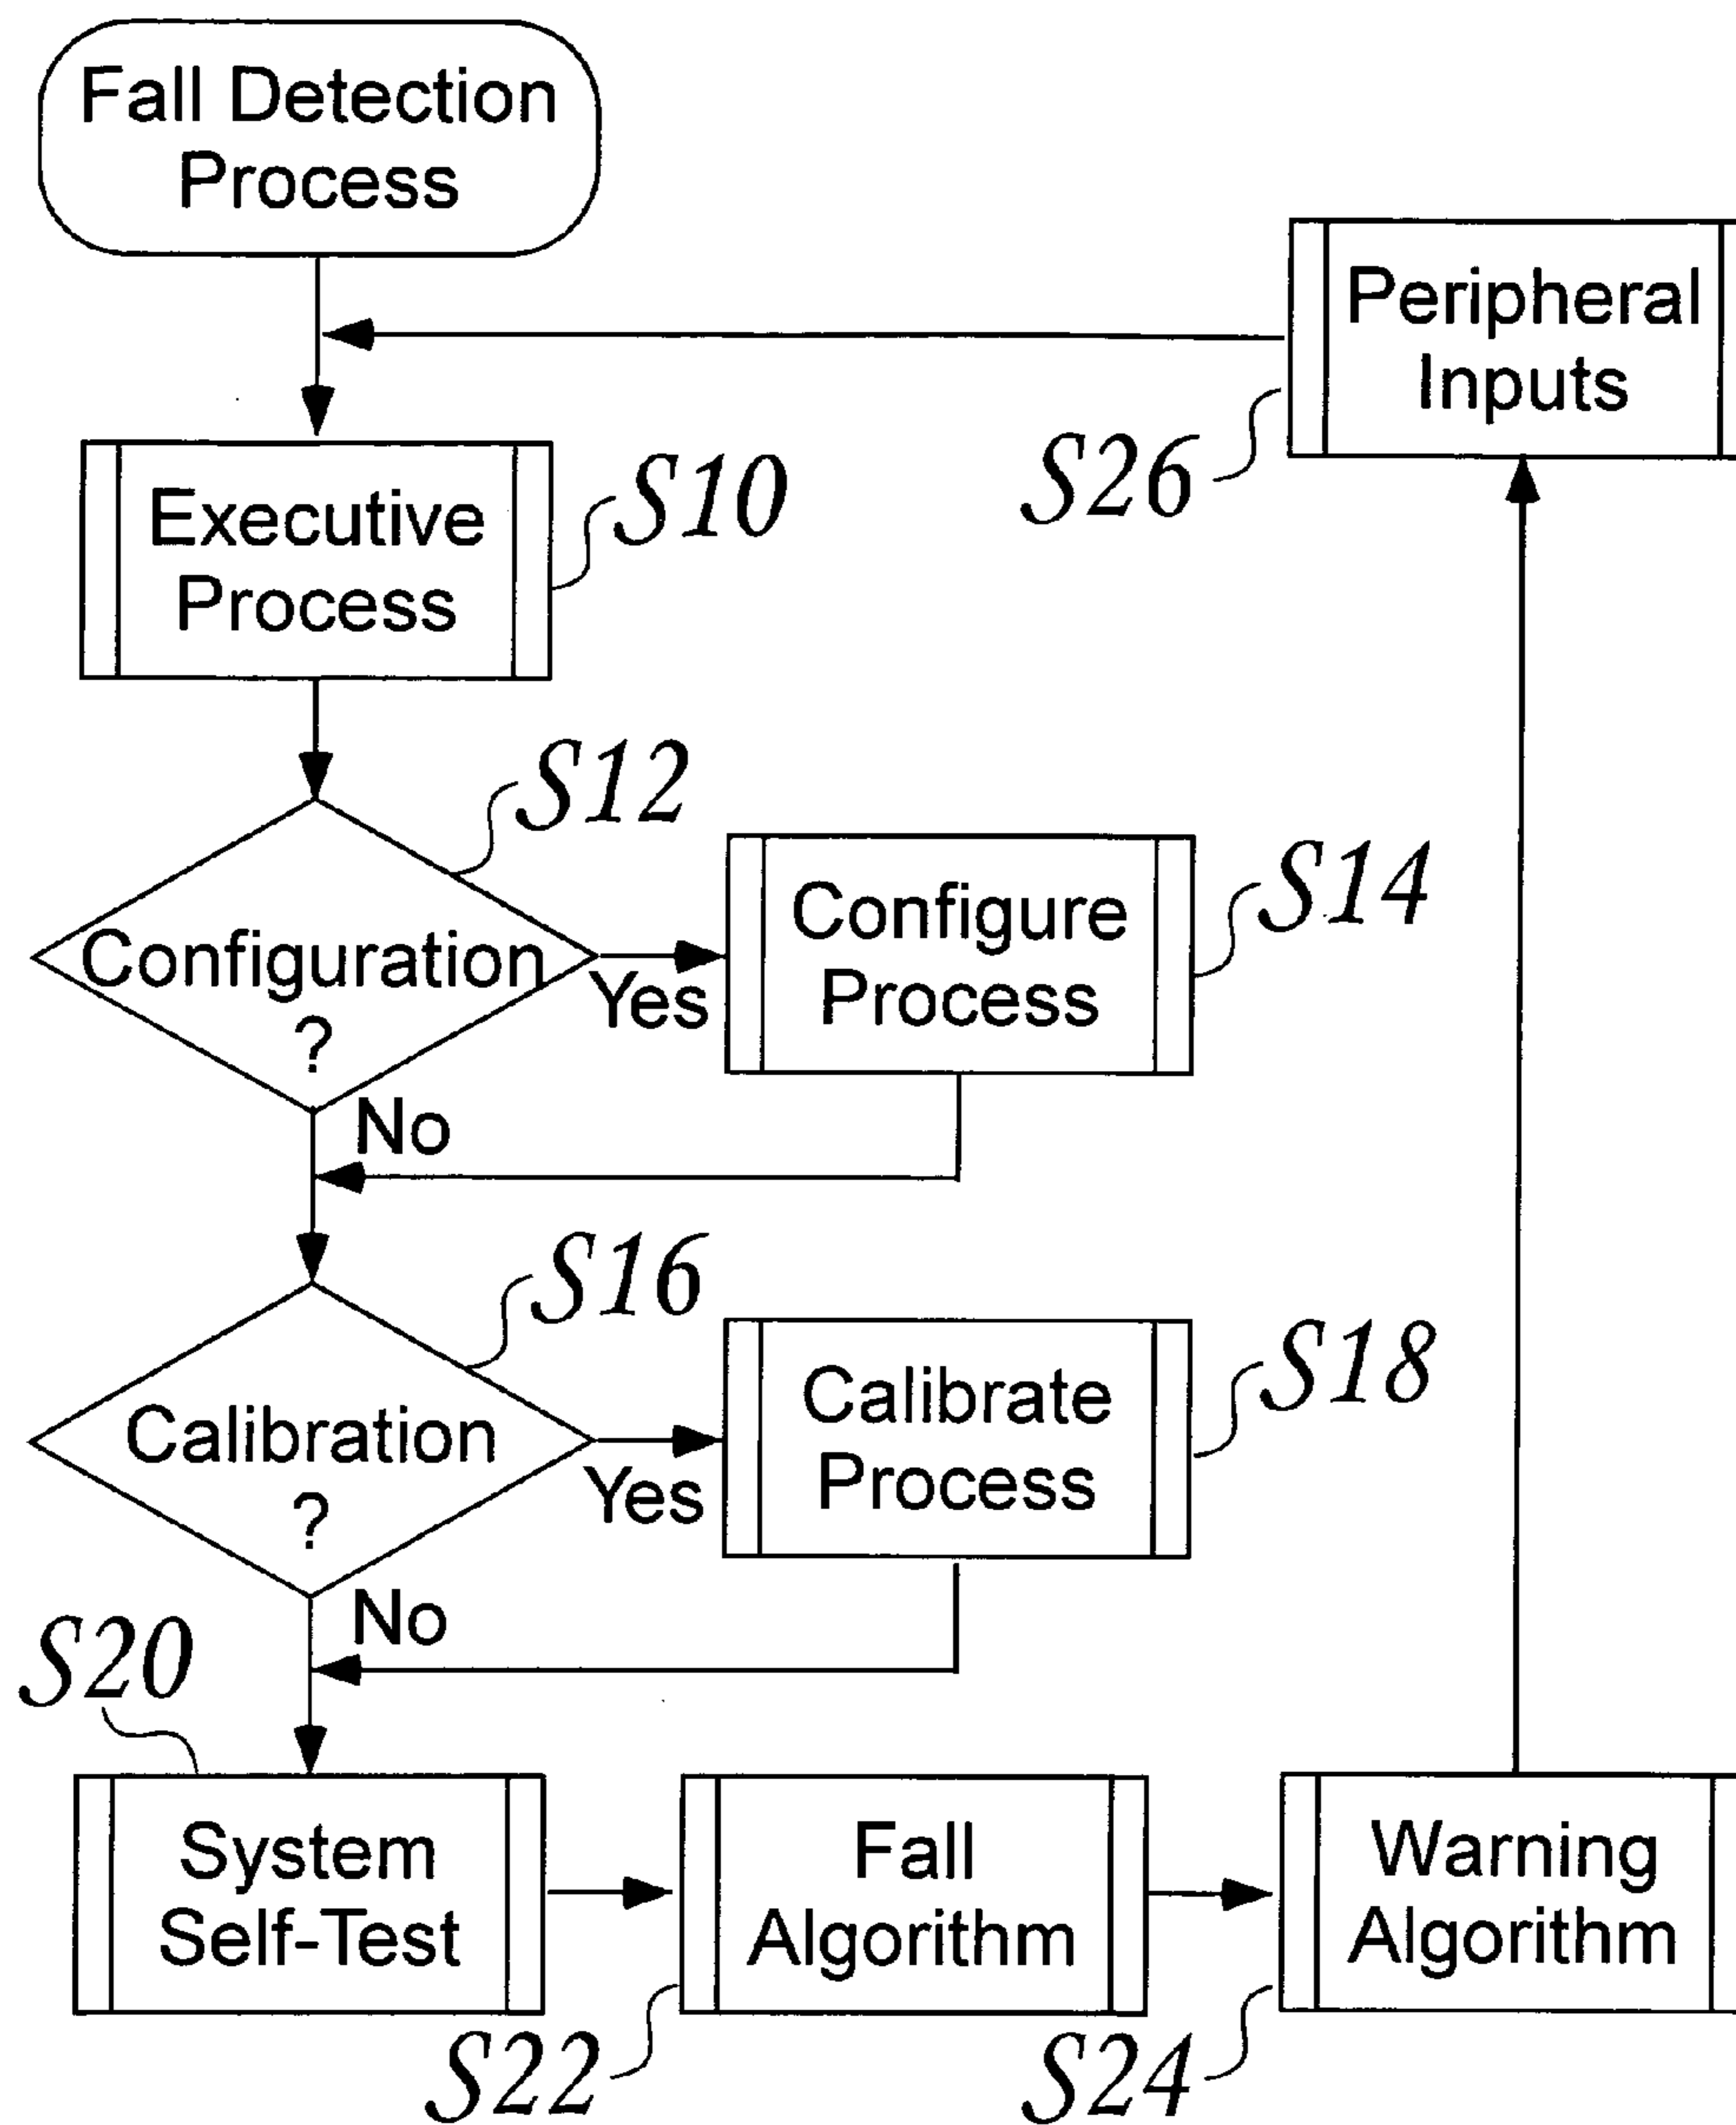 Fall Detection
Process
Peripheral
Inputs
S26
Executive
Process
S10
S12
Configuration
?
Yes
Configure
Process
S14
No
S16
Calibration
?
Yes
Calibrate
Process
S18
No
S20
System
Self-Test
Fall
Algorithm
S22
Warning
Algorithm
S24